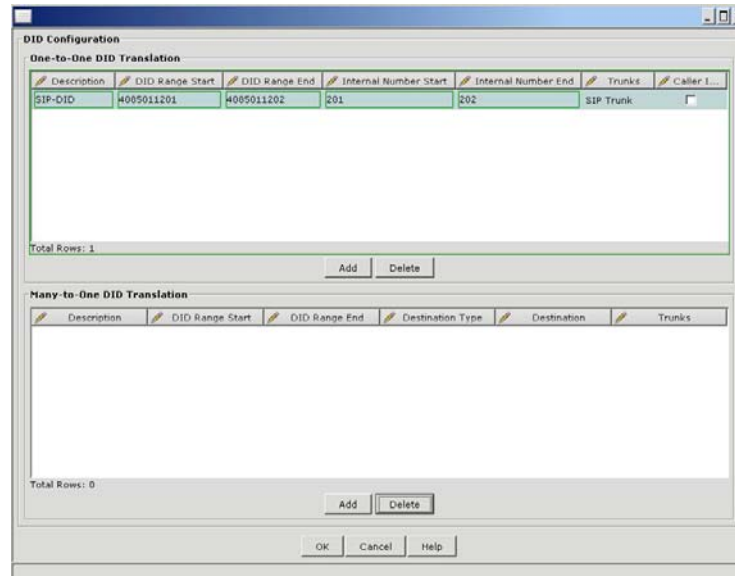 DID Configuration
One-to-One DID Translation
Description DID Range Start DID Range End Internal Number Start Internal Number End Trunks Caller I...
SIP-DID 4085011201 4085011202 201 202 SIP Trunk
Total Rows: 1
Add Delete
Many-to-One DID Translation
Description DID Range Start DID Range End Destination Type Destination Trunks
Total Rows: 0
Add Delete
OK Cancel Help